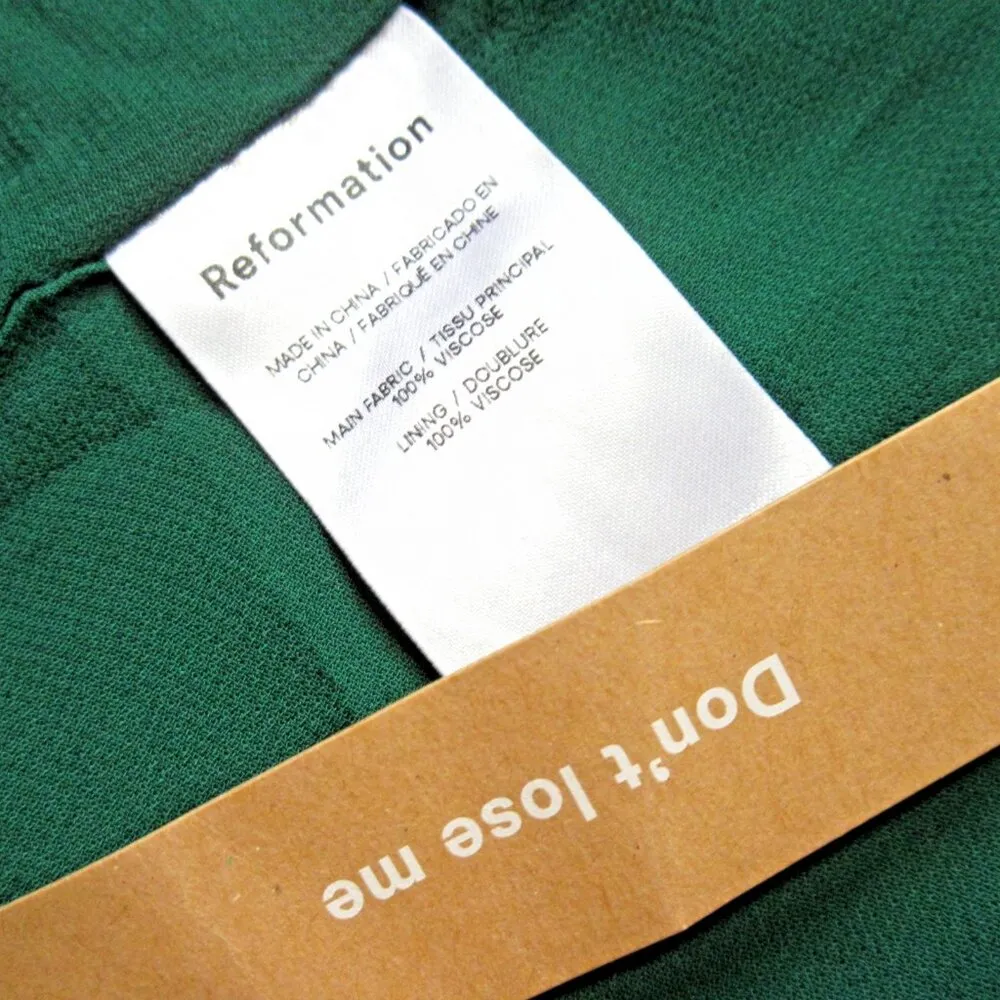 Reformation
MADE IN CHINA / FABRICADO EN
CHINA / FABRIQUÉ EN CHINE
MAIN FABRIC / TISSU PRINCIPAL
100% VISCOSE
LINING / DOUBLURE
100% VISCOSE
Don't lose me